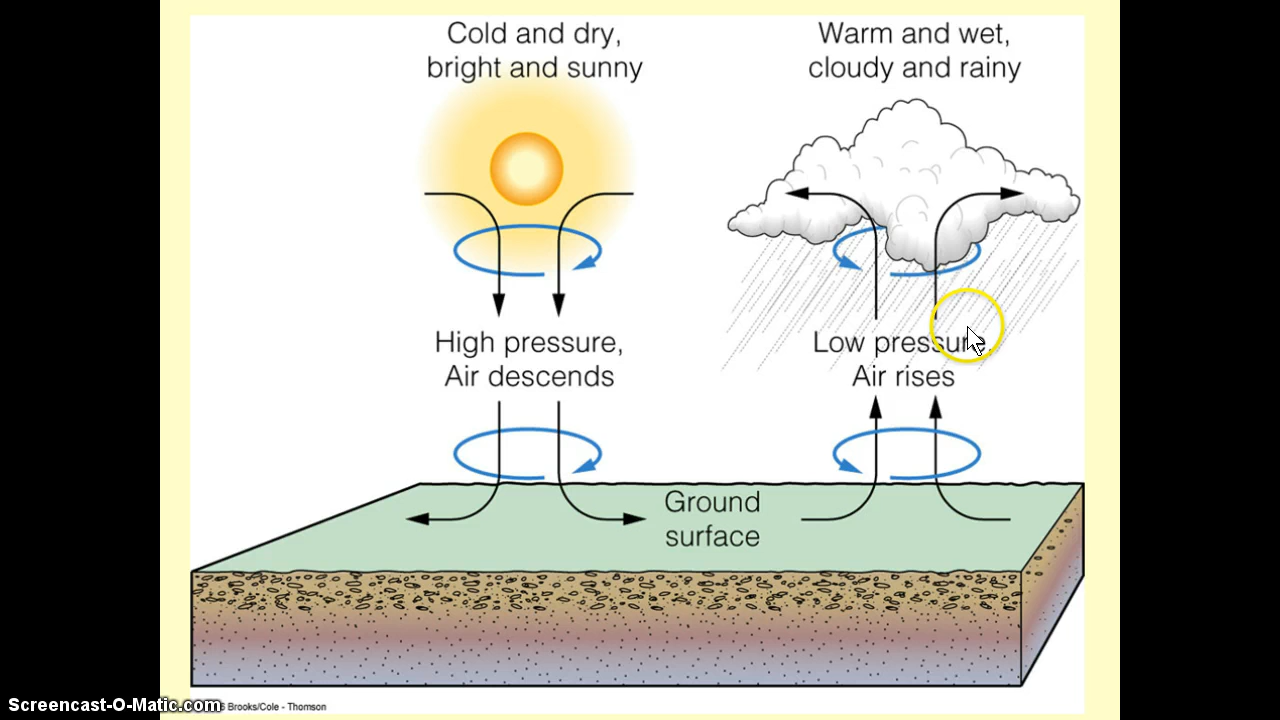 Cold and dry,
bright and sunny
Warm and wet,
cloudy and rainy
High pressure,
Air descends
Low pressure,
Air rises
Ground
surface
Screencast-O-Matic.com
Brooks/Cole - Thomson